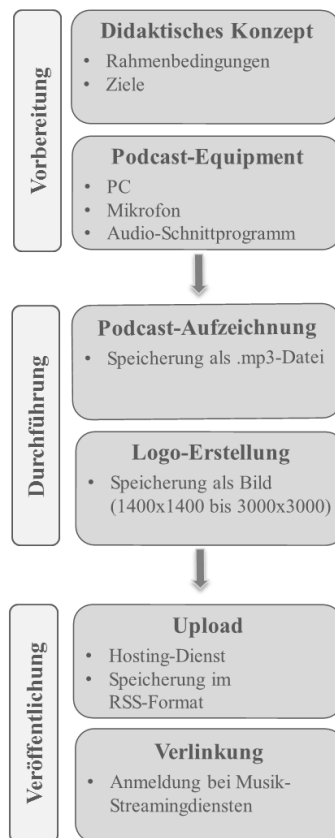 Vorbereitung
Didaktisches Konzept
• Rahmenbedingungen
• Ziele
Podcast-Equipment
• PC
• Mikrofon
• Audio-Schnittprogramm
Durchführung
Podcast-Aufzeichnung
• Speicherung als .mp3-Datei
Logo-Erstellung
• Speicherung als Bild
(1400x1400 bis 3000x3000)
Veröffentlichung
Upload
• Hosting-Dienst
• Speicherung im
RSS-Format
Verlinkung
• Anmeldung bei Musik-
Streamingdiensten